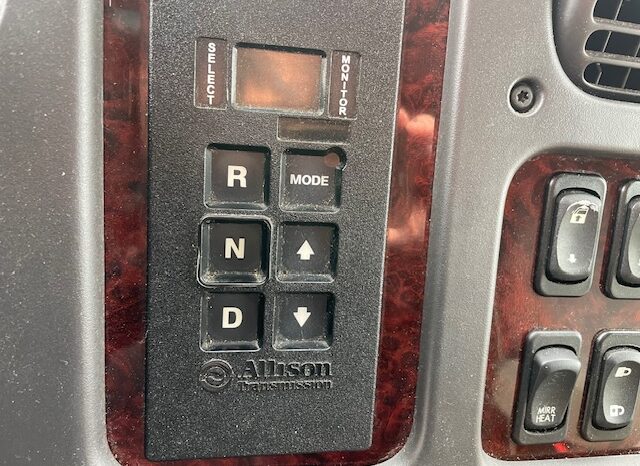 SELECT
MONITOR
R
MODE
N
D
Allison
Transmission
MIRR
HEAT